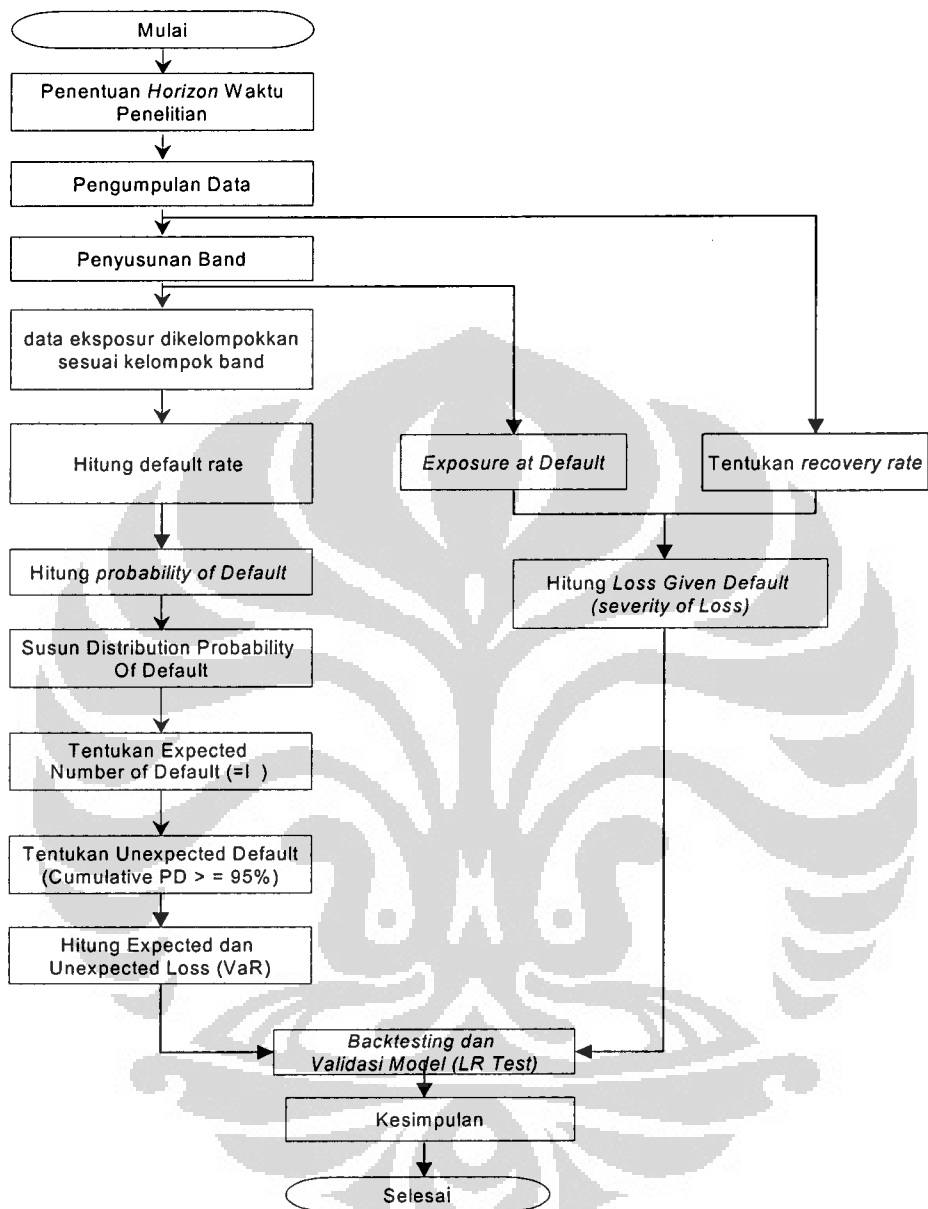 Mulai
Penentuan Horizon Waktu
Penelitian
Pengumpulan Data
Penyusunan Band
data eksposur dikelompokkan
sesuai kelompok band
Hitung default rate
Exposure at Default
Tentukan recovery rate
Hitung probability of Default
Hitung Loss Given Default
(severity of Loss)
Susun Distribution Probability
Of Default
Tentukan Expected
Number of Default (=l )
Tentukan Unexpected Default
(Cumulative PD > = 95%)
Hitung Expected dan
Unexpected Loss (VaR)
Backtesting dan
Validasi Model (LR Test)
Kesimpulan
Selesai